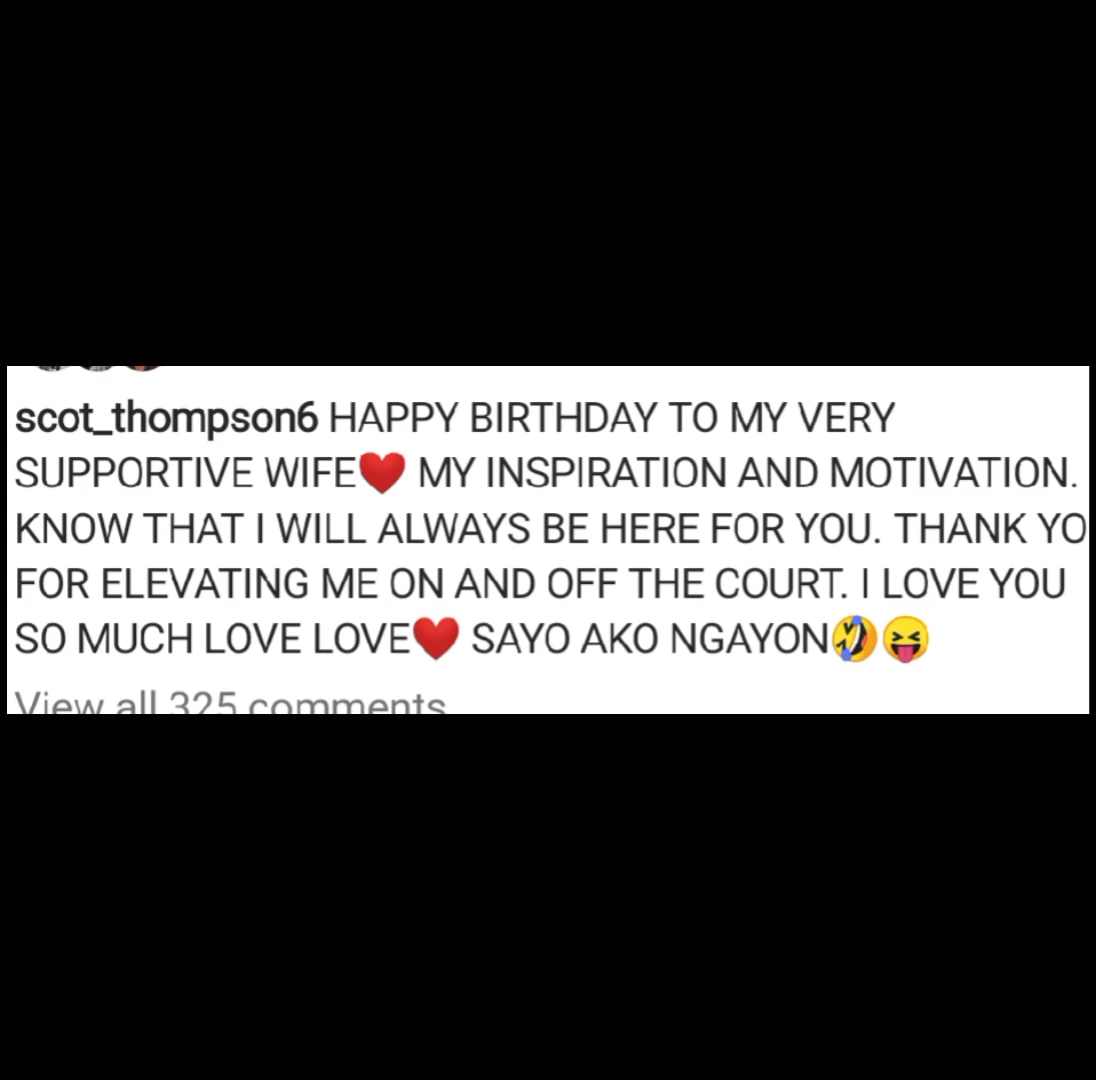 scot_thompson6 HAPPY BIRTHDAY TO MY VERY
SUPPORTIVE WIFE❤️ MY INSPIRATION AND MOTIVATION.
KNOW THAT I WILL ALWAYS BE HERE FOR YOU. THANK YO
FOR ELEVATING ME ON AND OFF THE COURT. I LOVE YOU
SO MUCH LOVE LOVE❤️ SAYO AKO NGAYON🤣😝
View all 325 comments